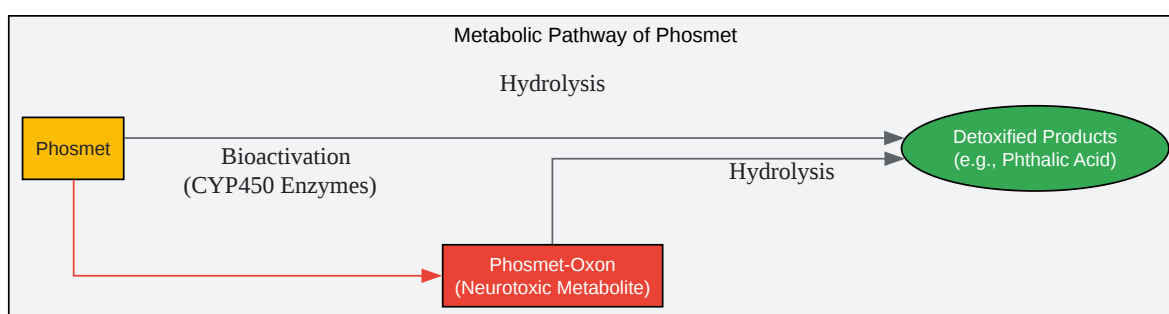 Metabolic Pathway of Phosmet
Hydrolysis
Phosmet
Bioactivation
(CYP450 Enzymes)
Detoxified Products
(e.g., Phthalic Acid)
Hydrolysis
Phosmet-Oxon
(Neurotoxic Metabolite)